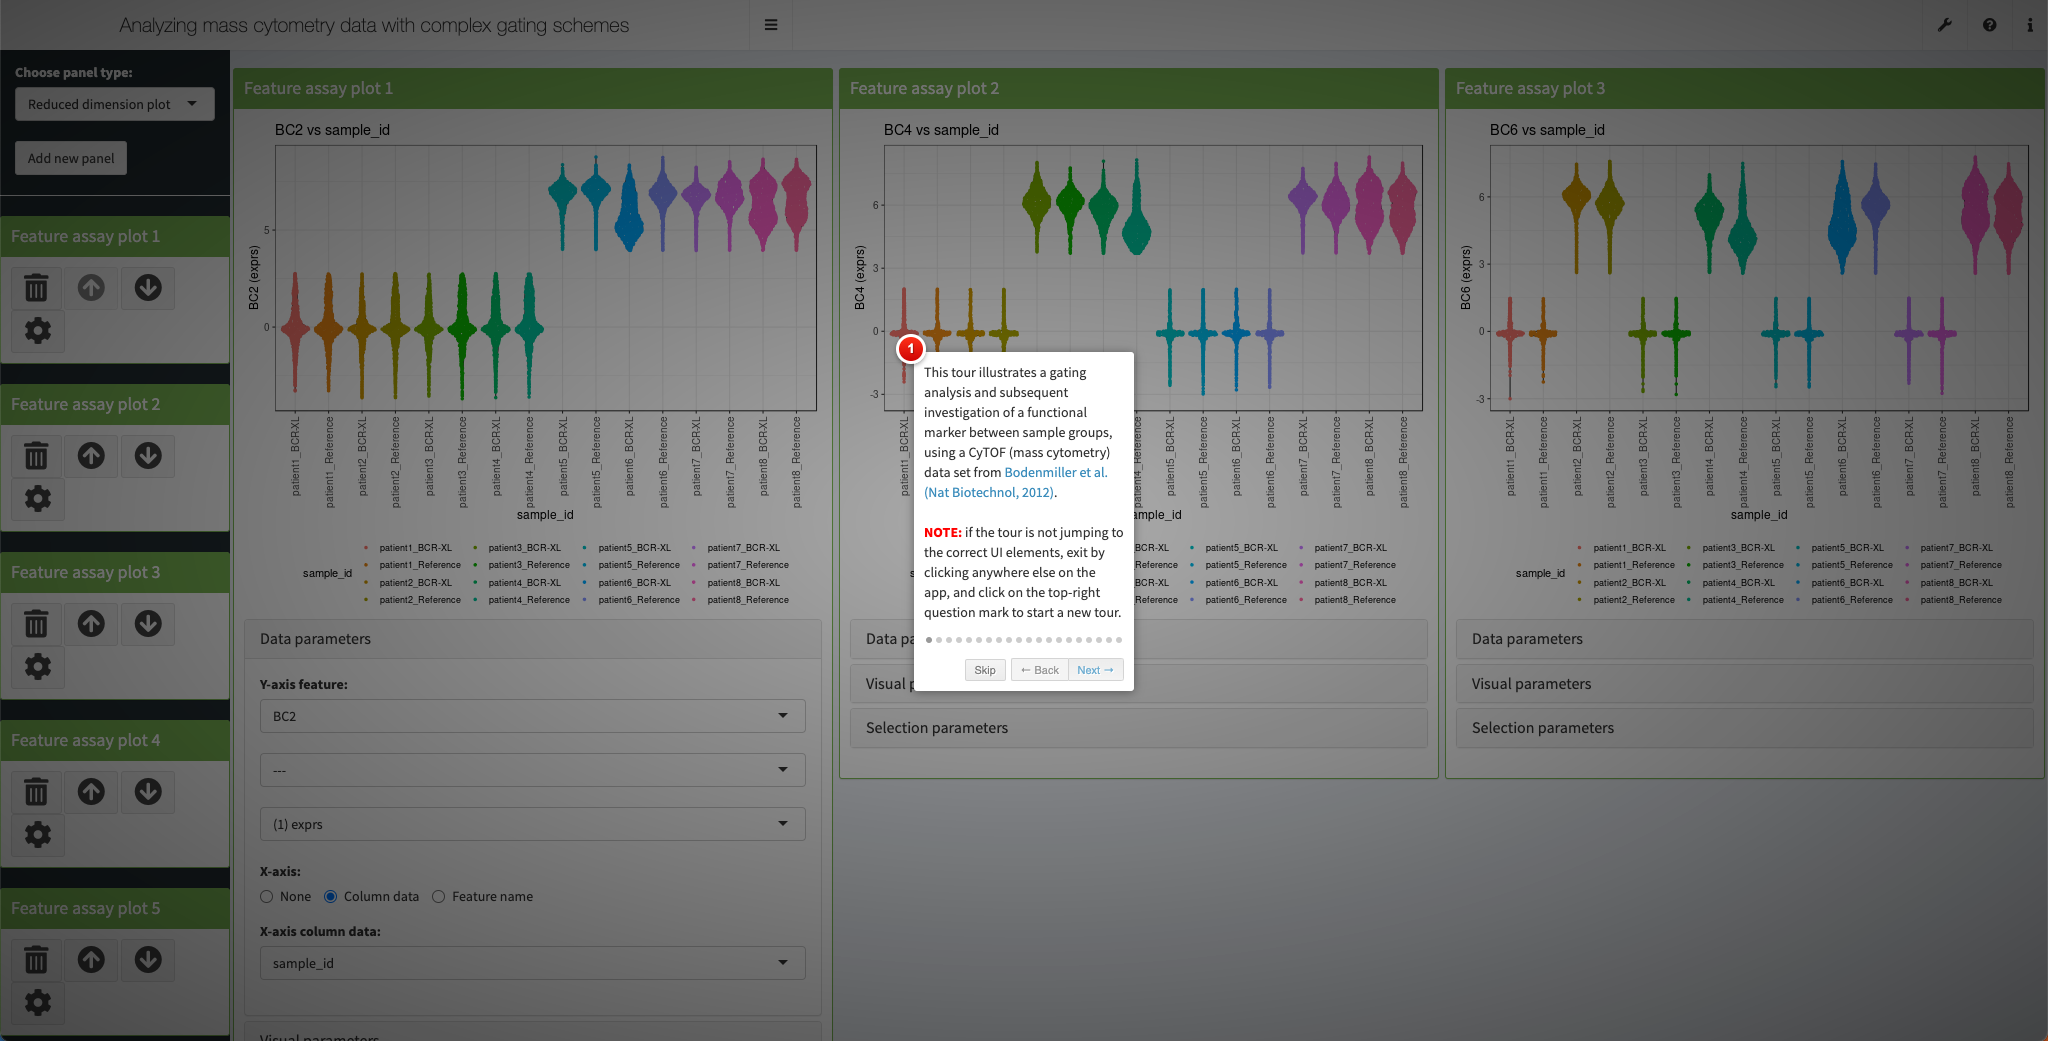 Analyzing mass cytometry data with complex gating schemes
Choose panel type:
Reduced dimension plot
Add new panel
Feature assay plot 1
Feature assay plot 2
Feature assay plot 3
Feature assay plot 4
Feature assay plot 5
Feature assay plot 1
BC2 vs sample_id
BC2 (exprs)
5
0
patient1_BCR-XL
patient1_Reference
patient2_BCR-XL
patient2_Reference
patient3_BCR-XL
patient3_Reference
patient4_BCR-XL
patient4_Reference
patient5_BCR-XL
patient5_Reference
patient6_BCR-XL
patient6_Reference
patient7_BCR-XL
patient7_Reference
patient8_BCR-XL
patient8_Reference
sample_id
sample_id
patient1_BCR-XL patient3_BCR-XL patient5_BCR-XL patient7_BCR-XL
patient1_Reference patient3_Reference patient5_Reference patient7_Reference
patient2_BCR-XL patient4_BCR-XL patient6_BCR-XL patient8_BCR-XL
patient2_Reference patient4_Reference patient6_Reference patient8_Reference
Data parameters
Y-axis feature:
BC2
---
(1) exprs
X-axis:
None Column data Feature name
X-axis column data:
sample_id
Visual parameters
Feature assay plot 2
BC4 vs sample_id
BC4 (exprs)
6
3
0
-3
patient1_BCR-XL
patient5_BCR-XL
patient5_Reference
patient6_BCR-XL
patient6_Reference
patient7_BCR-XL
patient7_Reference
patient8_BCR-XL
patient8_Reference
BCR-XL patient5_BCR-XL patient7_BCR-XL
Reference patient5_Reference patient7_Reference
BCR-XL patient6_BCR-XL patient8_BCR-XL
Reference patient6_Reference patient8_Reference
Data pa
Visual p
Selection parameters
1
This tour illustrates a gating
analysis and subsequent
investigation of a functional
marker between sample groups,
using a CyTOF (mass cytometry)
data set from Bodenmiller et al.
(Nat Biotechnol, 2012).
NOTE: if the tour is not jumping to
the correct UI elements, exit by
clicking anywhere else on the
app, and click on the top-right
question mark to start a new tour.
Skip ← Back Next →
Feature assay plot 3
BC6 vs sample_id
BC6 (exprs)
6
3
0
-3
patient1_BCR-XL
patient1_Reference
patient2_BCR-XL
patient2_Reference
patient3_BCR-XL
patient3_Reference
patient4_BCR-XL
patient4_Reference
patient5_BCR-XL
patient5_Reference
patient6_BCR-XL
patient6_Reference
patient7_BCR-XL
patient7_Reference
patient8_BCR-XL
patient8_Reference
sample_id
sample_id
patient1_BCR-XL patient3_BCR-XL patient5_BCR-XL patient7_BCR-XL
patient1_Reference patient3_Reference patient5_Reference patient7_Reference
patient2_BCR-XL patient4_BCR-XL patient6_BCR-XL patient8_BCR-XL
patient2_Reference patient4_Reference patient6_Reference patient8_Reference
Data parameters
Visual parameters
Selection parameters